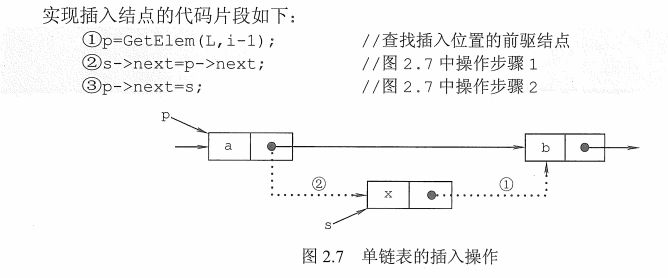 实现插入结点的代码片段如下：
①p=GetElem(L,i-1); //查找插入位置的前驱结点
②s->next=p->next; //图 2.7 中操作步骤 1
③p->next=s; //图 2.7 中操作步骤 2
p
a b
② ①
x
s
图 2.7 单链表的插入操作